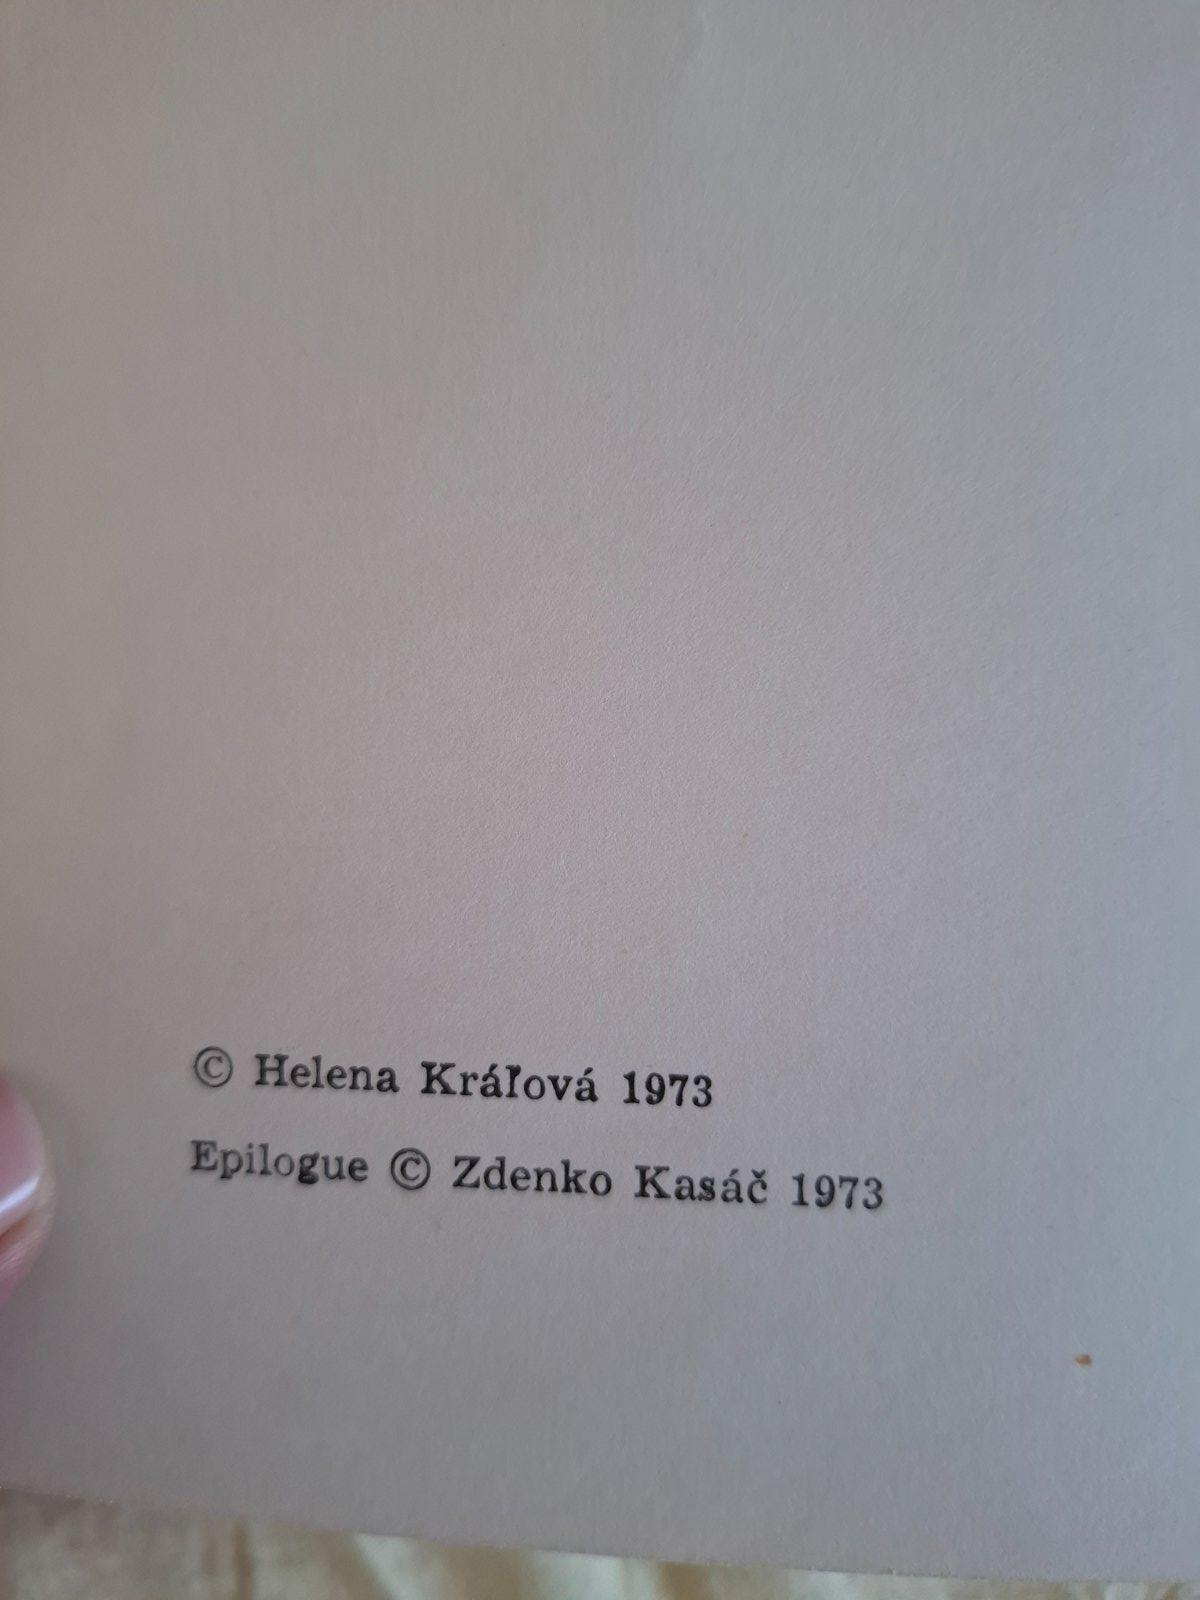 © Helena Kráľová 1973
Epilogue © Zdenko Kasáč 1973